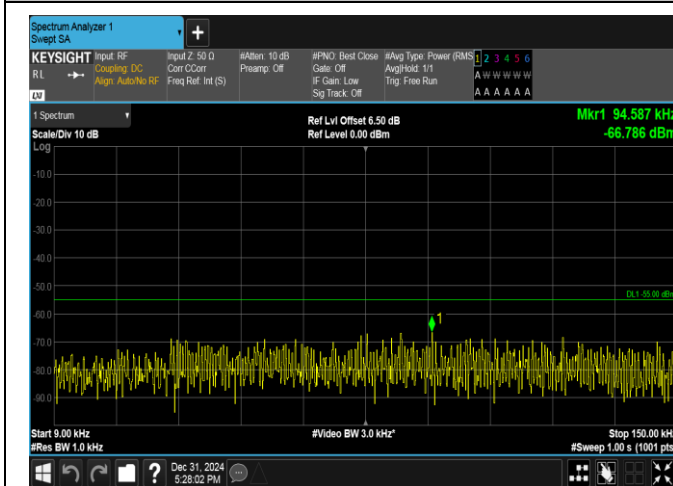 Spectrum Analyzer 1
Swept SA
+
KEYSIGHT
RL
LXI
Input: RF
Coupling: DC
Align: Auto/No RF
Input Z: 50 Ω
Corr CCorr
Freq Ref: Int (S)
#Atten: 10 dB
Preamp: Off
#PNO: Best Close
Gate: Off
IF Gain: Low
Sig Track: Off
#Avg Type: Power (RMS
Avg|Hold: 1/1
Trig: Free Run
1 2 3 4 5 6
A W W W W W
A A A A A A
1 Spectrum
Scale/Div 10 dB
Log
Ref Lvl Offset 6.50 dB
Ref Level 0.00 dBm
Mkr1 94.587 kHz
-66.786 dBm
-10.0
-20.0
-30.0
-40.0
-50.0
DL1 -55.00 dBm
-60.0
1
-70.0
-80.0
-90.0
Start 9.00 kHz
#Res BW 1.0 kHz
#Video BW 3.0 kHz*
Stop 150.00 kHz
#Sweep 1.00 s (1001 pts
?
Dec 31, 2024
5:28:02 PM